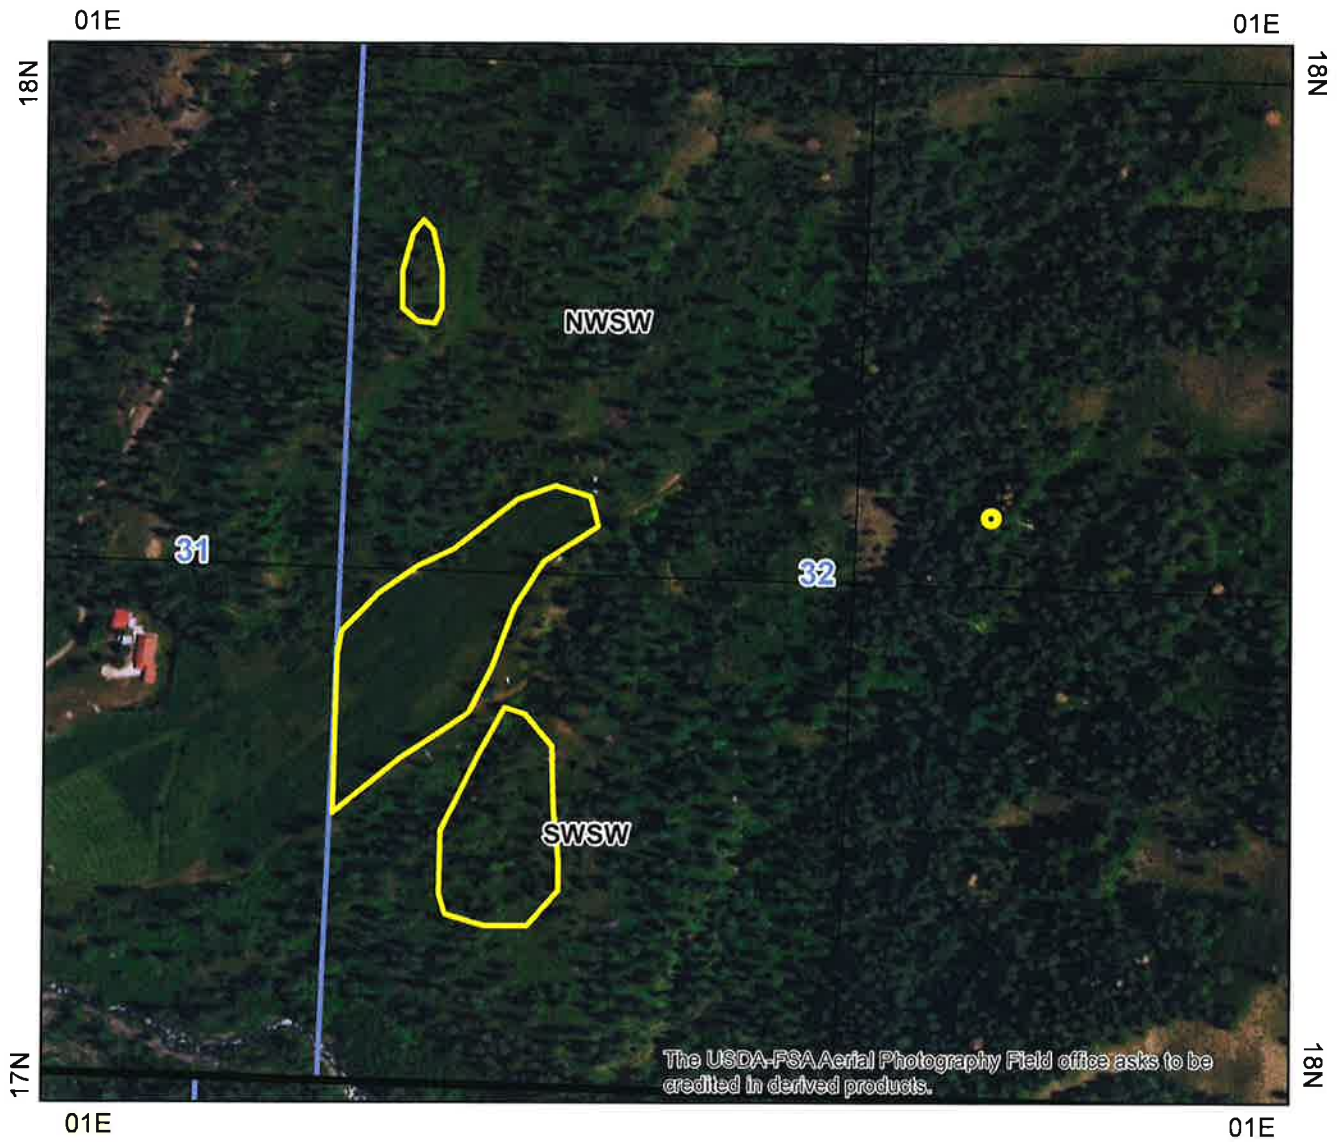 01E 01E
18N 18N
NWSW
31 32
SWSW
The USDA-FSA Aerial Photography Field office asks to be
credited in derived products.
17N 18N
01E 01E